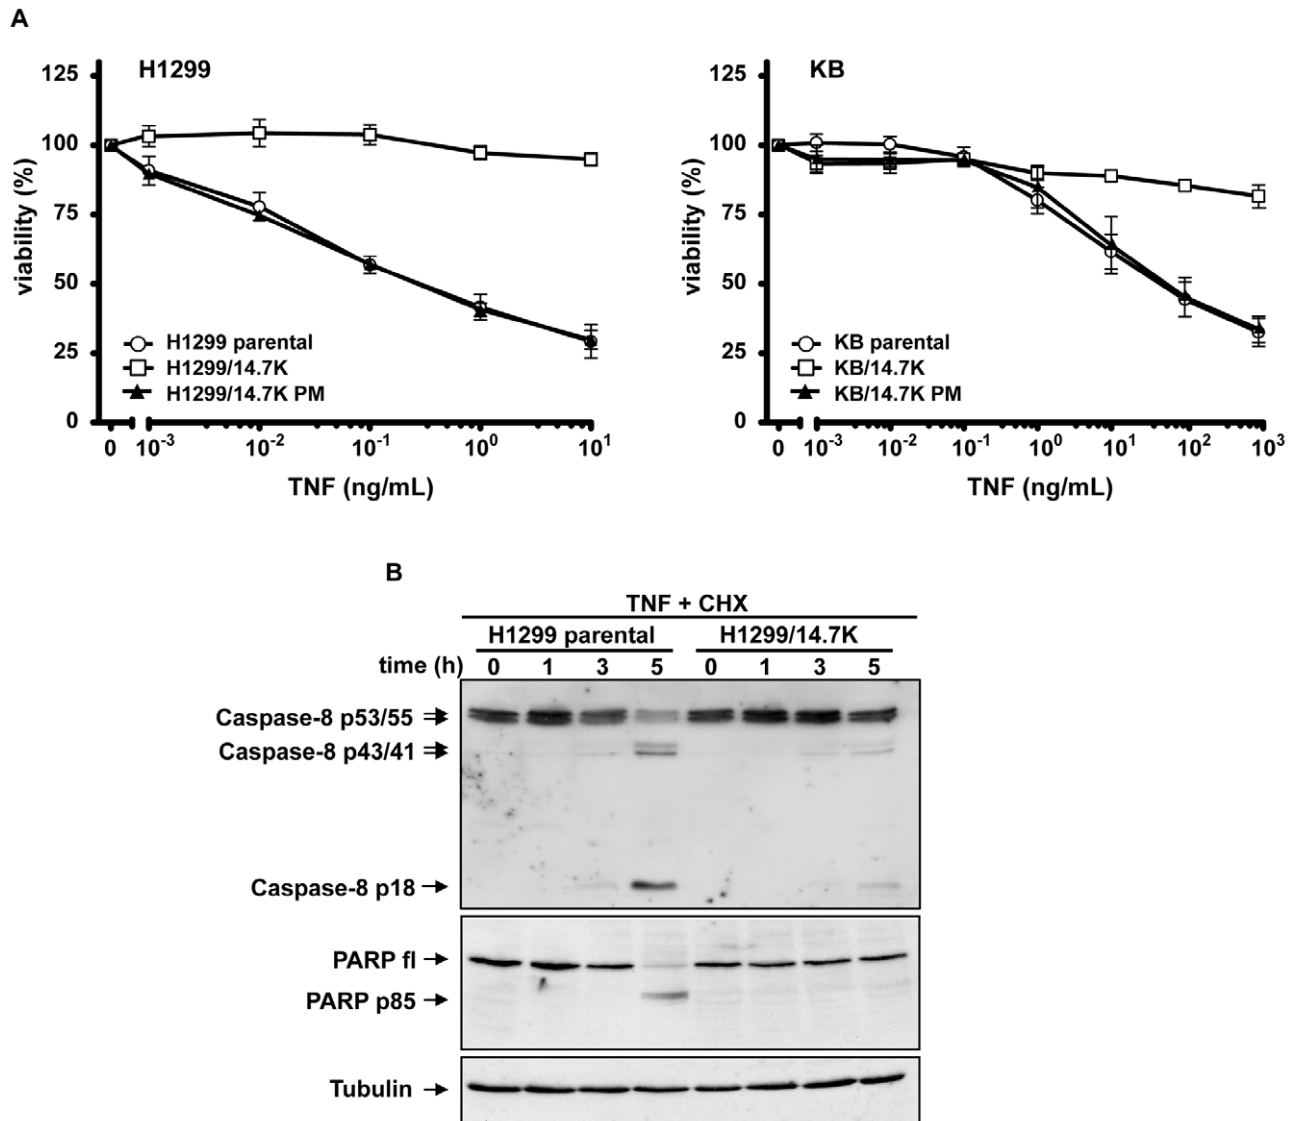 A
H1299
viability (%)
125
100
75
50
25
0
H1299 parental
H1299/14.7K
H1299/14.7K PM
0 10-3 10-2 10-1 100 101
TNF (ng/mL)
KB
viability (%)
125
100
75
50
25
0
KB parental
KB/14.7K
KB/14.7K PM
0 10-3 10-2 10-1 100 101 102 103
TNF (ng/mL)
B
TNF + CHX
H1299 parental H1299/14.7K
time (h) 0 1 3 5 0 1 3 5
Caspase-8 p53/55
Caspase-8 p43/41
Caspase-8 p18
PARP fl
PARP p85
Tubulin